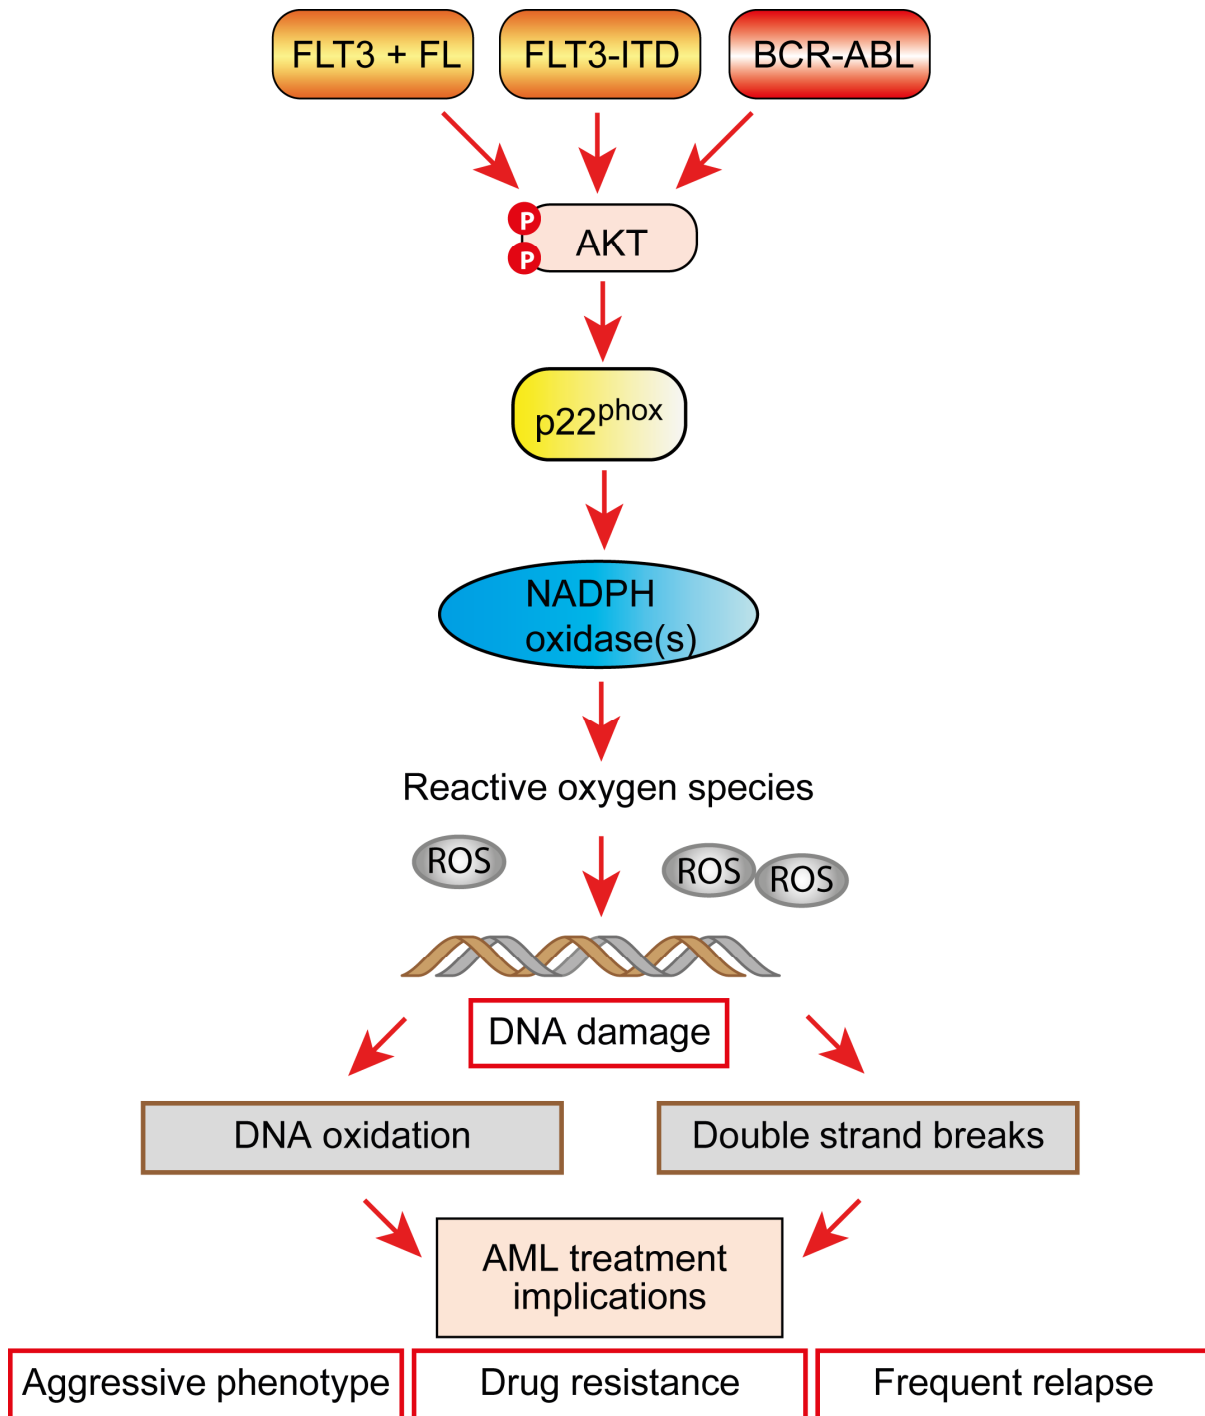 FLT3 + FL
FLT3-ITD
BCR-ABL
P
P
AKT
p22phox
NADPH
oxidase(s)
Reactive oxygen species
ROS
ROS
ROS
DNA damage
DNA oxidation
Double strand breaks
AML treatment
implications
Aggressive phenotype
Drug resistance
Frequent relapse